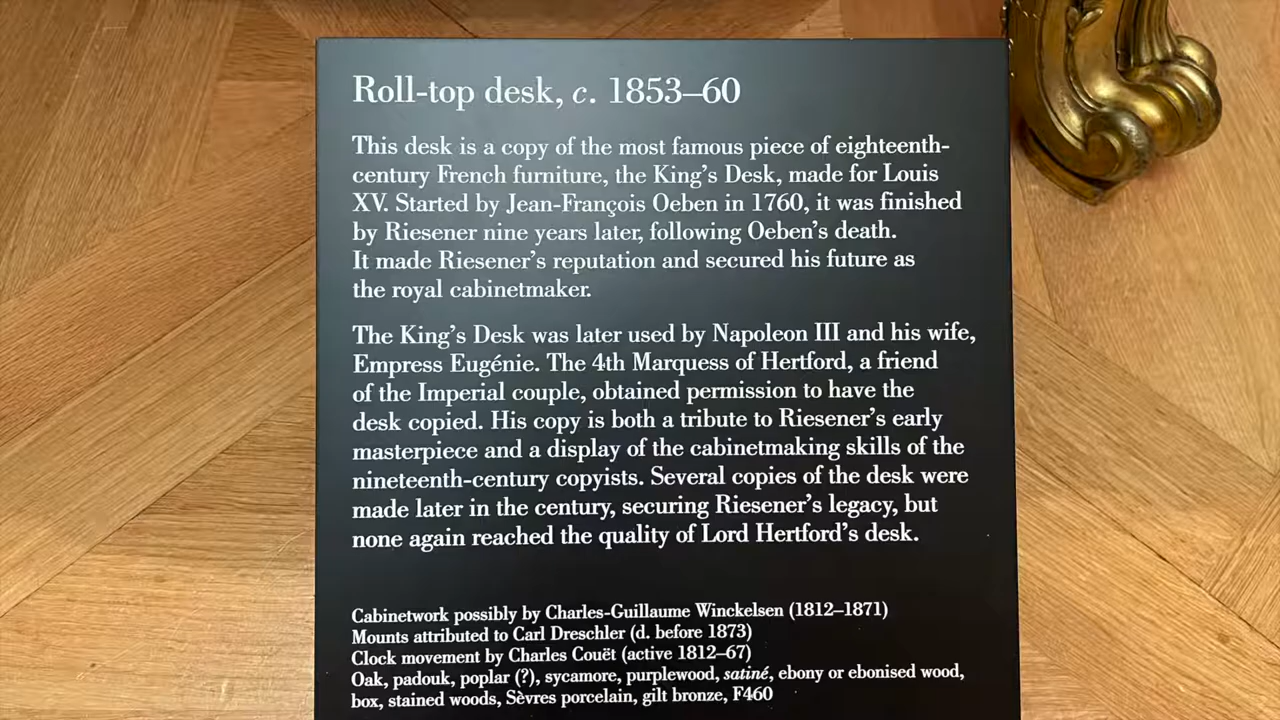 Roll-top desk, c. 1853–60
This desk is a copy of the most famous piece of eighteenth-
century French furniture, the King's Desk, made for Louis
XV. Started by Jean-François Oeben in 1760, it was finished
by Riesener nine years later, following Oeben's death.
It made Riesener's reputation and secured his future as
the royal cabinetmaker.
The King's Desk was later used by Napoleon III and his wife,
Empress Eugénie. The 4th Marquess of Hertford, a friend
of the Imperial couple, obtained permission to have the
desk copied. His copy is both a tribute to Riesener's early
masterpiece and a display of the cabinetmaking skills of the
nineteenth-century copyists. Several copies of the desk were
made later in the century, securing Riesener's legacy, but
none again reached the quality of Lord Hertford's desk.
Cabinetwork possibly by Charles-Guillaume Winckelsen (1812–1871)
Mounts attributed to Carl Dreschler (d. before 1873)
Clock movement by Charles Couët (active 1812–67)
Oak, padouk, poplar (?), sycamore, purplewood, satiné, ebony or ebonised wood,
box, stained woods, Sèvres porcelain, gilt bronze, F460